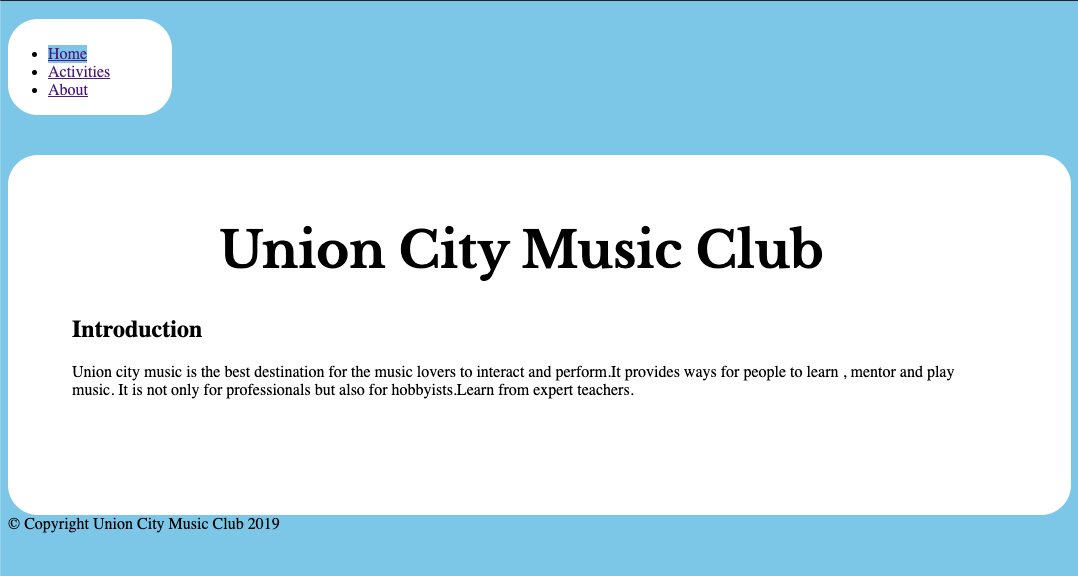 Home
Activities
About
Union City Music Club
Introduction
Union city music is the best destination for the music lovers to interact and perform.It provides ways for people to learn , mentor and play
music. It is not only for professionals but also for hobbyists.Learn from expert teachers.
© Copyright Union City Music Club 2019